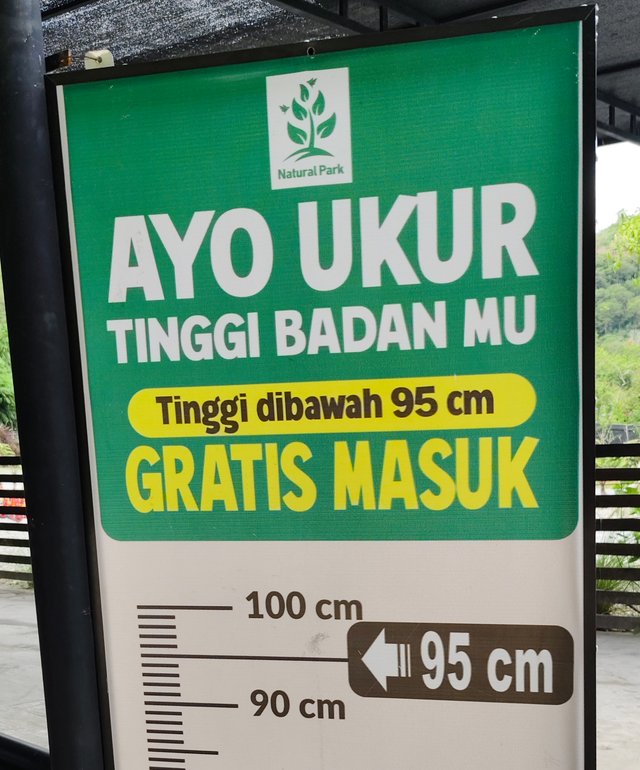 Natural Park
AYO UKUR
TINGGI BADAN MU
Tinggi dibawah 95 cm
GRATIS MASUK
100 cm
95 cm
90 cm